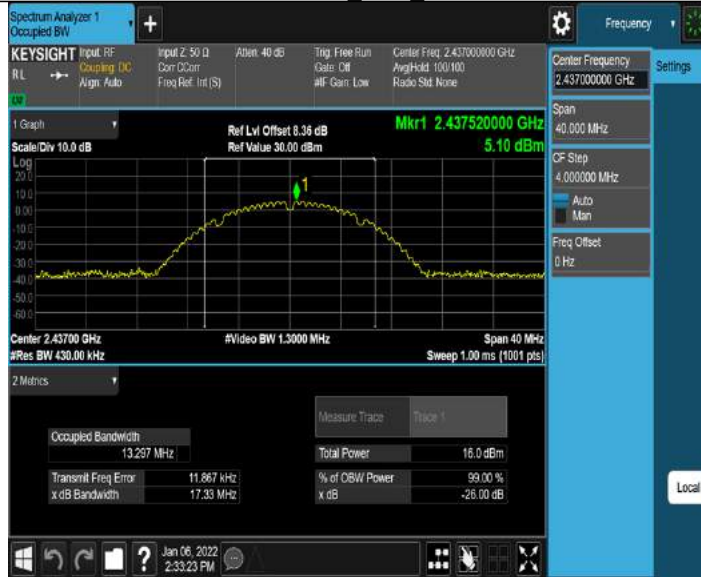 Spectrum Analyzer 1
Occupied BW
+
Frequency
KEYSIGHT
RL
Input: RF
Coupling: DC
Align: Auto
Input Z: 50 Ω
Corr CCorr
Freq Ref: Int (S)
Atten: 40 dB
Trig: Free Run
Gate: Off
#IF Gain: Low
Center Freq: 2.437000000 GHz
Avg|Hold: 100/100
Radio Std: None
Center Frequency
2.437000000 GHz
Settings
Span
40.000 MHz
CF Step
4.000000 MHz
Auto
Man
Freq Offset
0 Hz
1 Graph
Scale/Div 10.0 dB
Ref Lvl Offset 8.36 dB
Ref Value 30.00 dBm
Mkr1 2.437520000 GHz
5.10 dBm
Log
20.0
10.0
0.00
-10.0
-20.0
-30.0
-40.0
-50.0
-60.0
1
Center 2.43700 GHz
#Res BW 430.00 kHz
#Video BW 1.3000 MHz
Span 40 MHz
Sweep 1.00 ms (1001 pts)
2 Metrics
Measure Trace
Trace 1
Occupied Bandwidth
13.297 MHz
Total Power
16.0 dBm
Transmit Freq Error
11.867 kHz
% of OBW Power
99.00 %
x dB Bandwidth
17.33 MHz
x dB
-26.00 dB
Local
?
Jan 06, 2022
2:33:23 PM